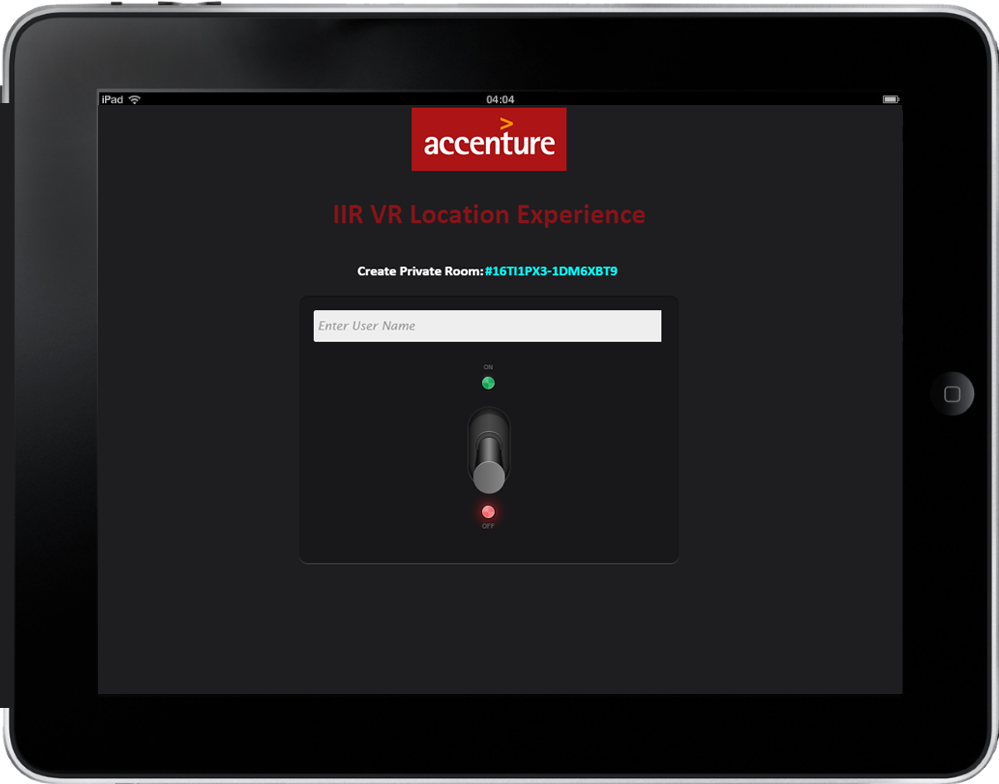 iPad 04:04
>
accenture
IIR VR Location Experience
Create Private Room:#16TI1PX3-1DM6XBT9
Enter User Name
ON
OFF